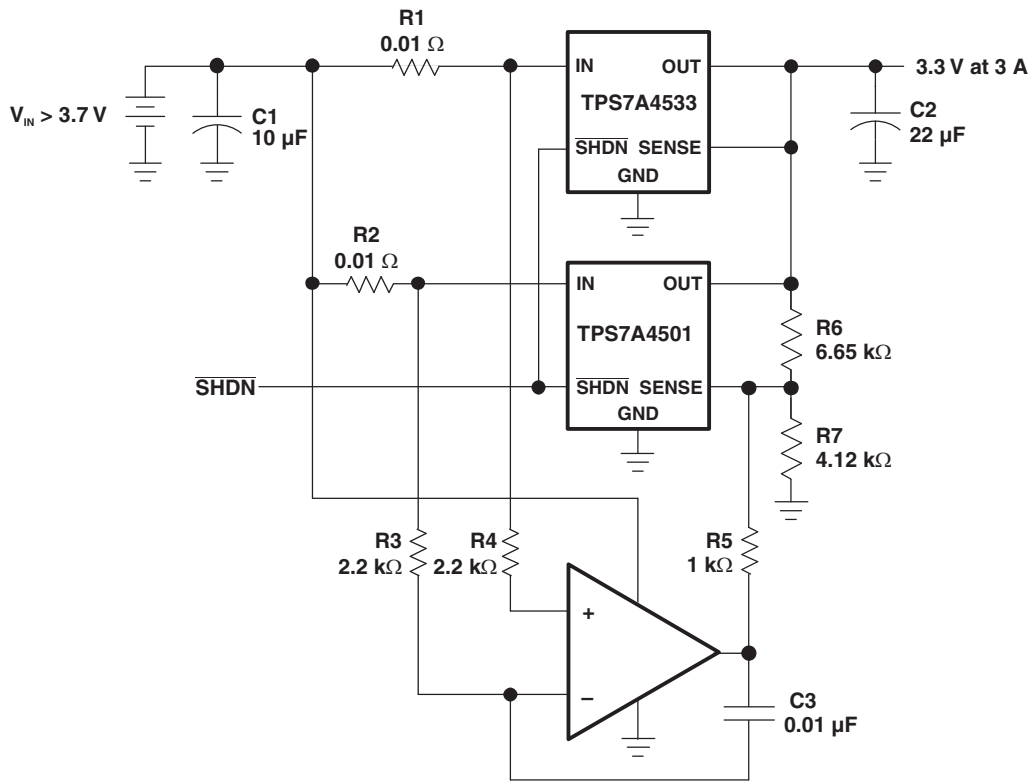 R1
0.01 Ω
IN
OUT
3.3 V at 3 A
TPS7A4533
V_IN > 3.7 V
C1
10 µF
C2
22 µF
SHDN
SENSE
GND
R2
0.01 Ω
IN
OUT
TPS7A4501
R6
6.65 kΩ
SHDN
SHDN
SENSE
GND
R7
4.12 kΩ
R3
2.2 kΩ
R4
2.2 kΩ
R5
1 kΩ
+
–
C3
0.01 µF